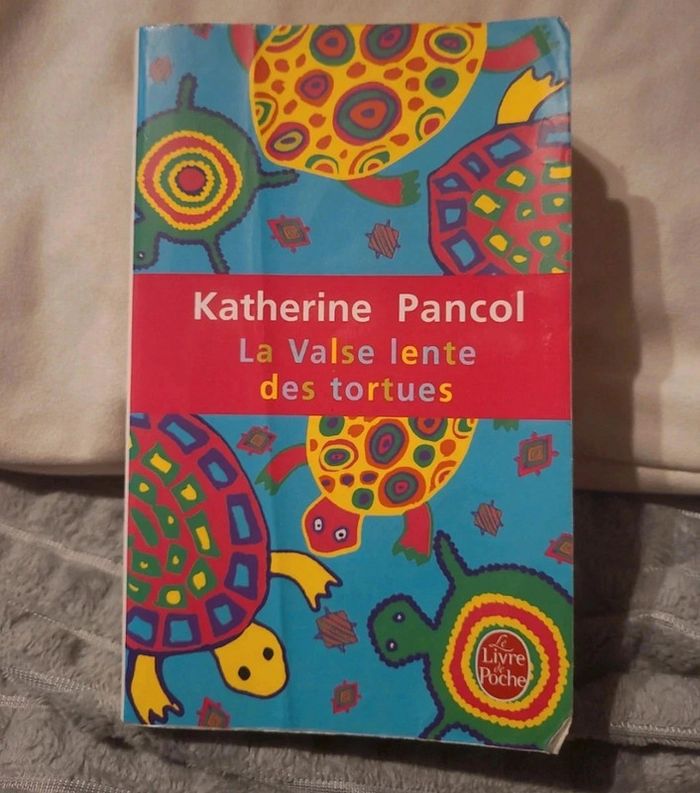 Katherine Pancol
La Valse lente
des tortues
Le
Livre
de
Poche